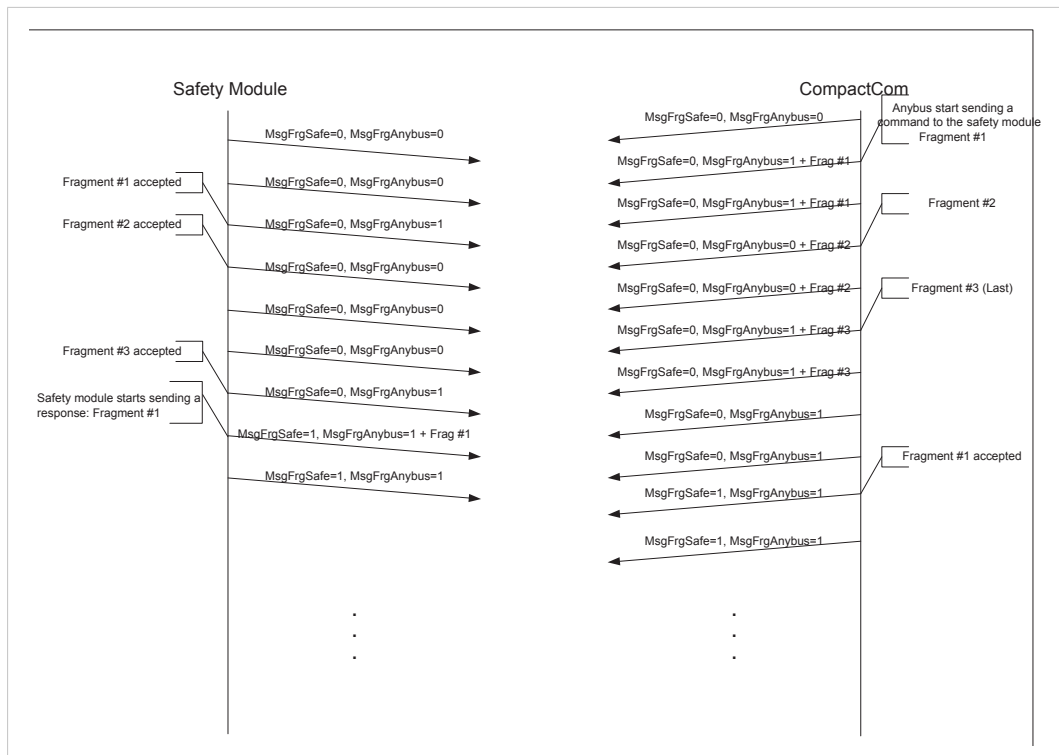 Safety Module
CompactCom
Anybus start sending a
command to the safety module
Fragment #1
MsgFrgSafe=0, MsgFrgAnybus=0
MsgFrgSafe=0, MsgFrgAnybus=0
MsgFrgSafe=0, MsgFrgAnybus=1 + Frag #1
Fragment #1 accepted
MsgFrgSafe=0, MsgFrgAnybus=0
MsgFrgSafe=0, MsgFrgAnybus=1 + Frag #1
Fragment #2
Fragment #2 accepted
MsgFrgSafe=0, MsgFrgAnybus=1
MsgFrgSafe=0, MsgFrgAnybus=0 + Frag #2
MsgFrgSafe=0, MsgFrgAnybus=0
MsgFrgSafe=0, MsgFrgAnybus=0 + Frag #2
Fragment #3 (Last)
MsgFrgSafe=0, MsgFrgAnybus=0
MsgFrgSafe=0, MsgFrgAnybus=1 + Frag #3
Fragment #3 accepted
MsgFrgSafe=0, MsgFrgAnybus=0
MsgFrgSafe=0, MsgFrgAnybus=1 + Frag #3
Safety module starts sending a
response: Fragment #1
MsgFrgSafe=0, MsgFrgAnybus=1
MsgFrgSafe=0, MsgFrgAnybus=1
MsgFrgSafe=1, MsgFrgAnybus=1 + Frag #1
MsgFrgSafe=0, MsgFrgAnybus=1
Fragment #1 accepted
MsgFrgSafe=1, MsgFrgAnybus=1
MsgFrgSafe=1, MsgFrgAnybus=1
MsgFrgSafe=1, MsgFrgAnybus=1